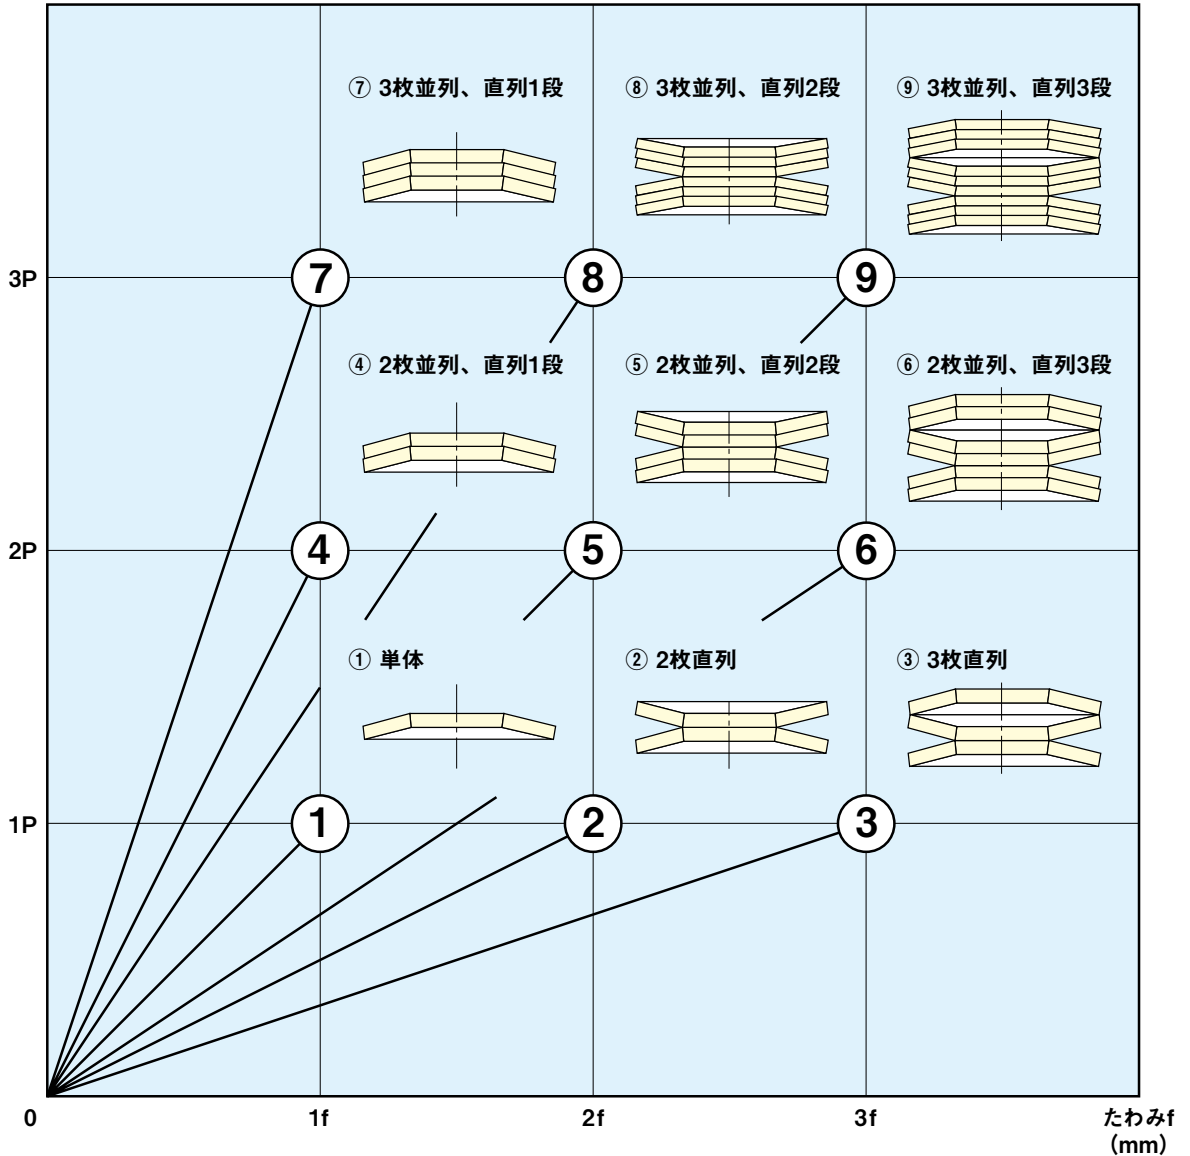 ⑦ 3枚並列、直列1段
⑧ 3枚並列、直列2段
⑨ 3枚並列、直列3段
3P
7
8
9
④ 2枚並列、直列1段
⑤ 2枚並列、直列2段
⑥ 2枚並列、直列3段
2P
4
5
6
① 単体
② 2枚直列
③ 3枚直列
1P
1
2
3
0
1f
2f
3f
たわみf
(mm)